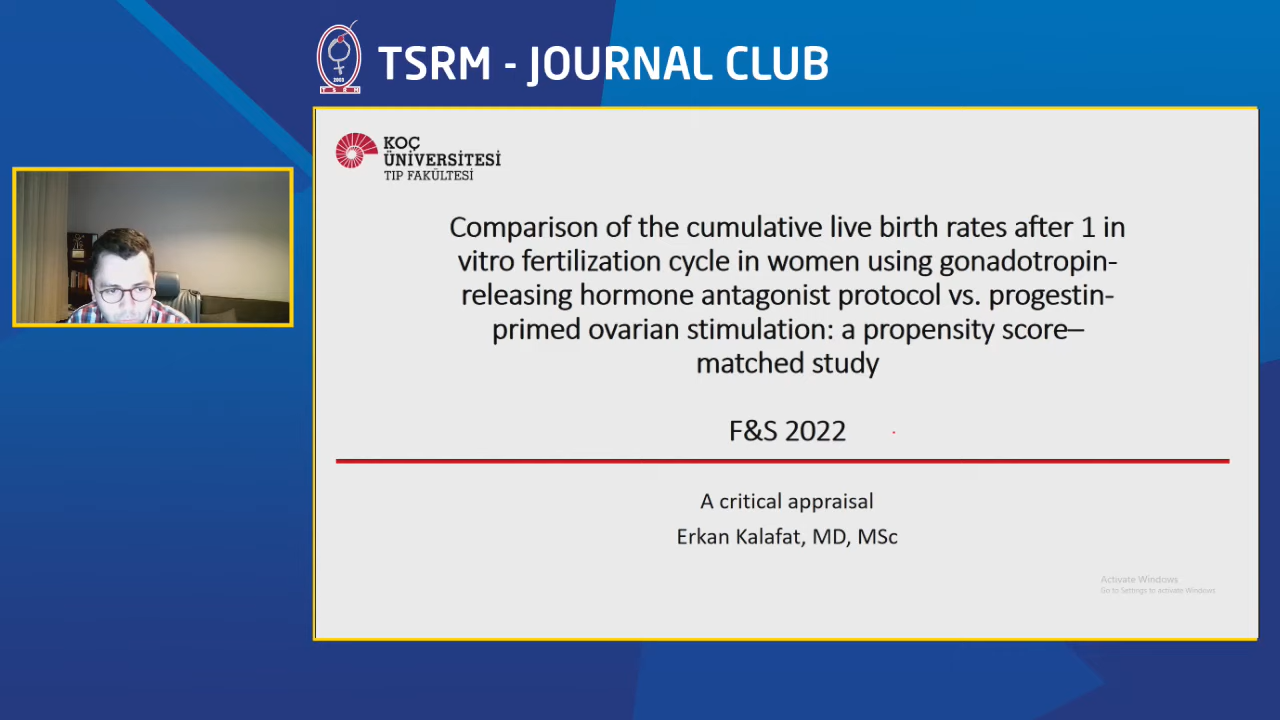 TSRM - JOURNAL CLUB
2003
TSRM
KOÇ
ÜNİVERSİTESİ
TIP FAKÜLTESİ
Comparison of the cumulative live birth rates after 1 in
vitro fertilization cycle in women using gonadotropin-
releasing hormone antagonist protocol vs. progestin-
primed ovarian stimulation: a propensity score–
matched study
F&S 2022
A critical appraisal
Erkan Kalafat, MD, MSc
Activate Windows
Go to Settings to activate Windows.